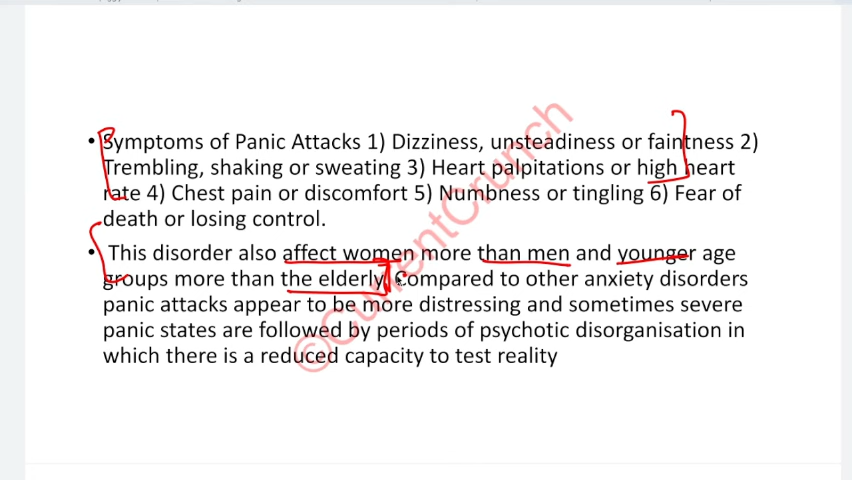 • Symptoms of Panic Attacks 1) Dizziness, unsteadiness or faintness 2)
Trembling, shaking or sweating 3) Heart palpitations or high heart
rate 4) Chest pain or discomfort 5) Numbness or tingling 6) Fear of
death or losing control.
• This disorder also affect women more than men and younger age
groups more than the elderly. Compared to other anxiety disorders
panic attacks appear to be more distressing and sometimes severe
panic states are followed by periods of psychotic disorganisation in
which there is a reduced capacity to test reality
©CurrentCrunch